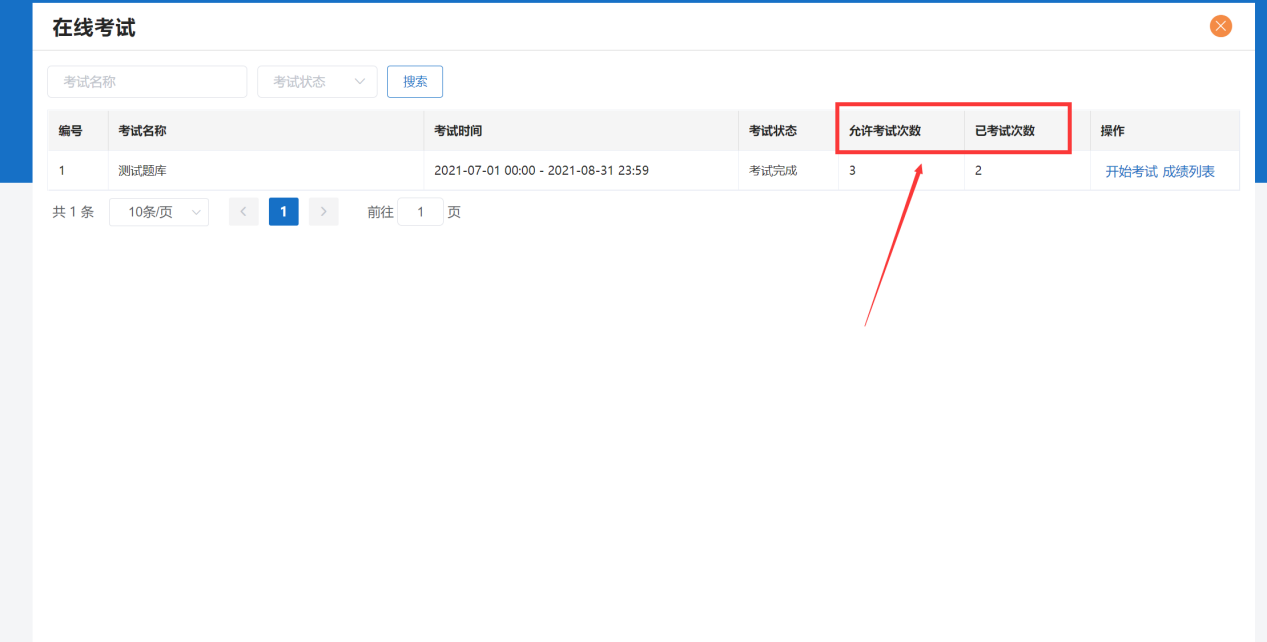 在线考试
考试名称 考试状态 搜索
编号 考试名称 考试时间 考试状态 允许考试次数 已考试次数 操作
1 测试题库 2021-07-01 00:00 - 2021-08-31 23:59 考试完成 3 2 开始考试 成绩列表
共 1 条 10条/页 1 前往 1 页